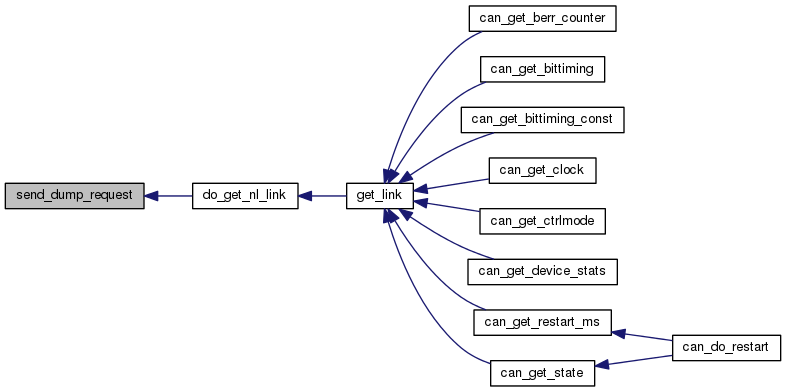 send_dump_request
do_get_nl_link
get_link
can_get_berr_counter
can_get_bittiming
can_get_bittiming_const
can_get_clock
can_get_ctrlmode
can_get_device_stats
can_get_restart_ms
can_get_state
can_do_restart